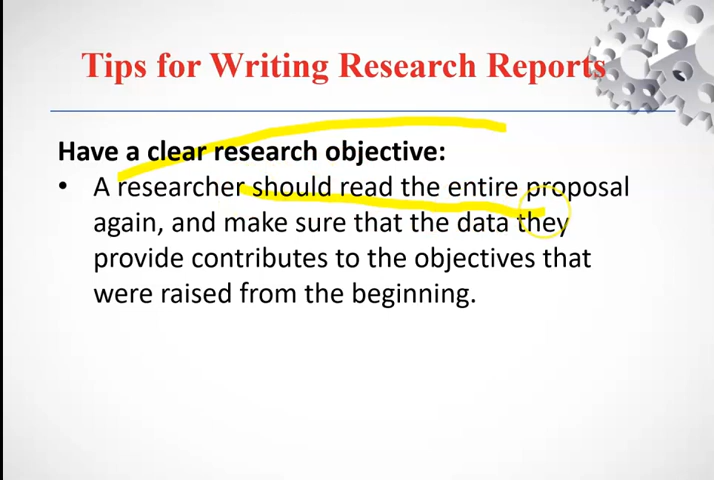 Tips for Writing Research Reports
Have a clear research objective:
• A researcher should read the entire proposal
again, and make sure that the data they
provide contributes to the objectives that
were raised from the beginning.